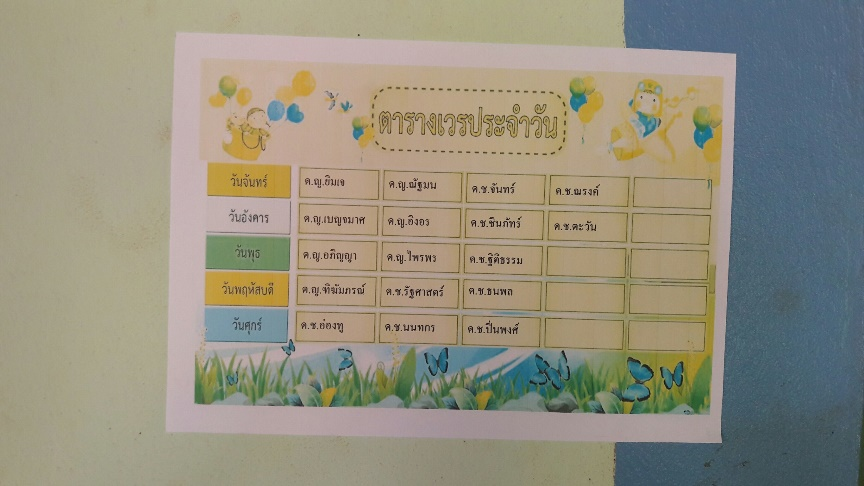 ตารางเวรประจำวัน
วันจันทร์ ด.ญ.ยิมเจ ด.ญ.ณัฐมน ด.ช.จันทร์ ด.ช.ณรงค์
วันอังคาร ด.ญ.เบญจมาศ ด.ญ.อิงอร ด.ช.ชินภัทร์ ด.ช.ตะวัน
วันพุธ ด.ญ.อภิญญา ด.ญ.ไพรพร ด.ช.ฐิติธรรม
วันพฤหัสบดี ด.ญ.ฑิฆัมภรณ์ ด.ช.รัฐศาสตร์ ด.ช.ธนพล
วันศุกร์ ด.ช.อ่องทู ด.ช.นนทกร ด.ช.ปิ่นพงศ์